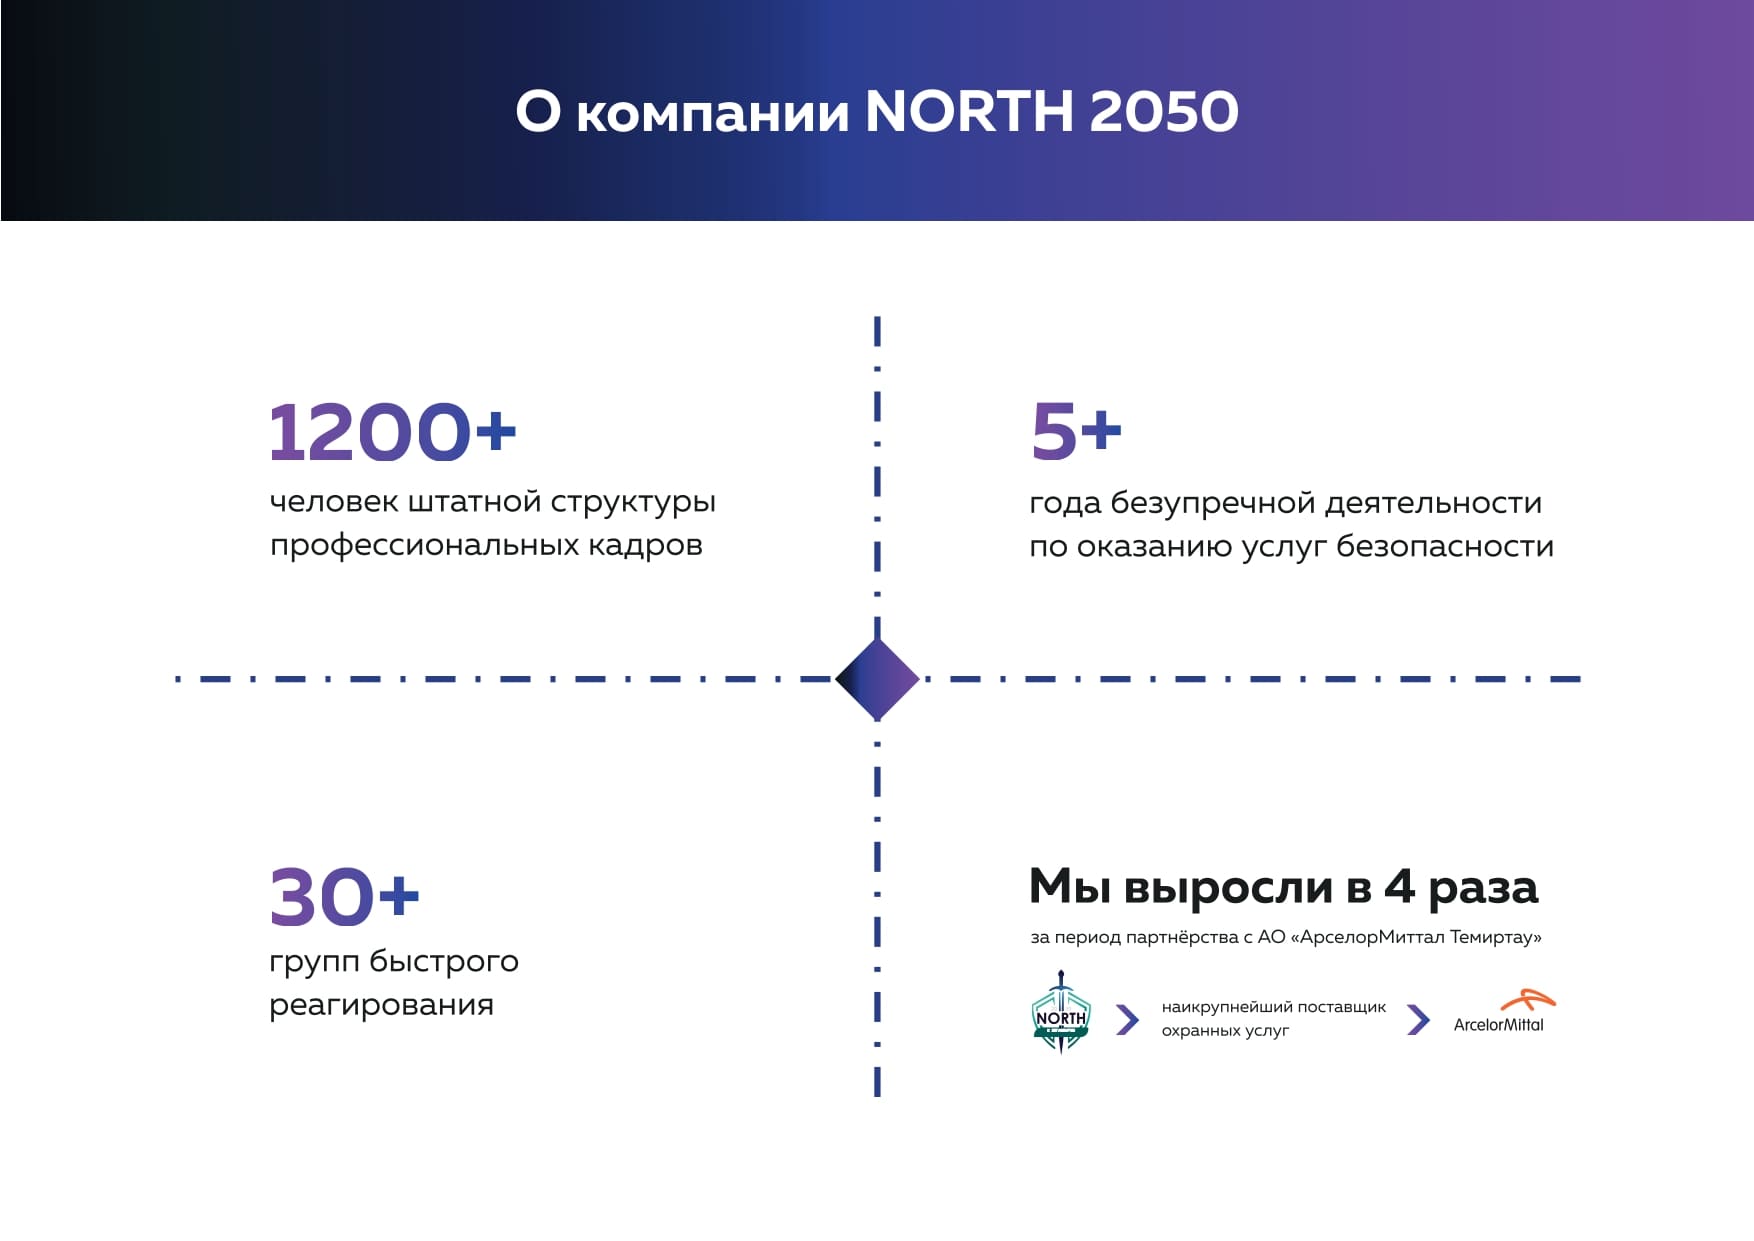 О компании NORTH 2050
1200+
человек штатной структуры
профессиональных кадров
5+
года безупречной деятельности
по оказанию услуг безопасности
30+
групп быстрого
реагирования
Мы выросли в 4 раза
за период партнёрства с АО «АрселорМиттал Темиртау»
NORTH
наикрупнейший поставщик
охранных услуг
ArcelorMittal